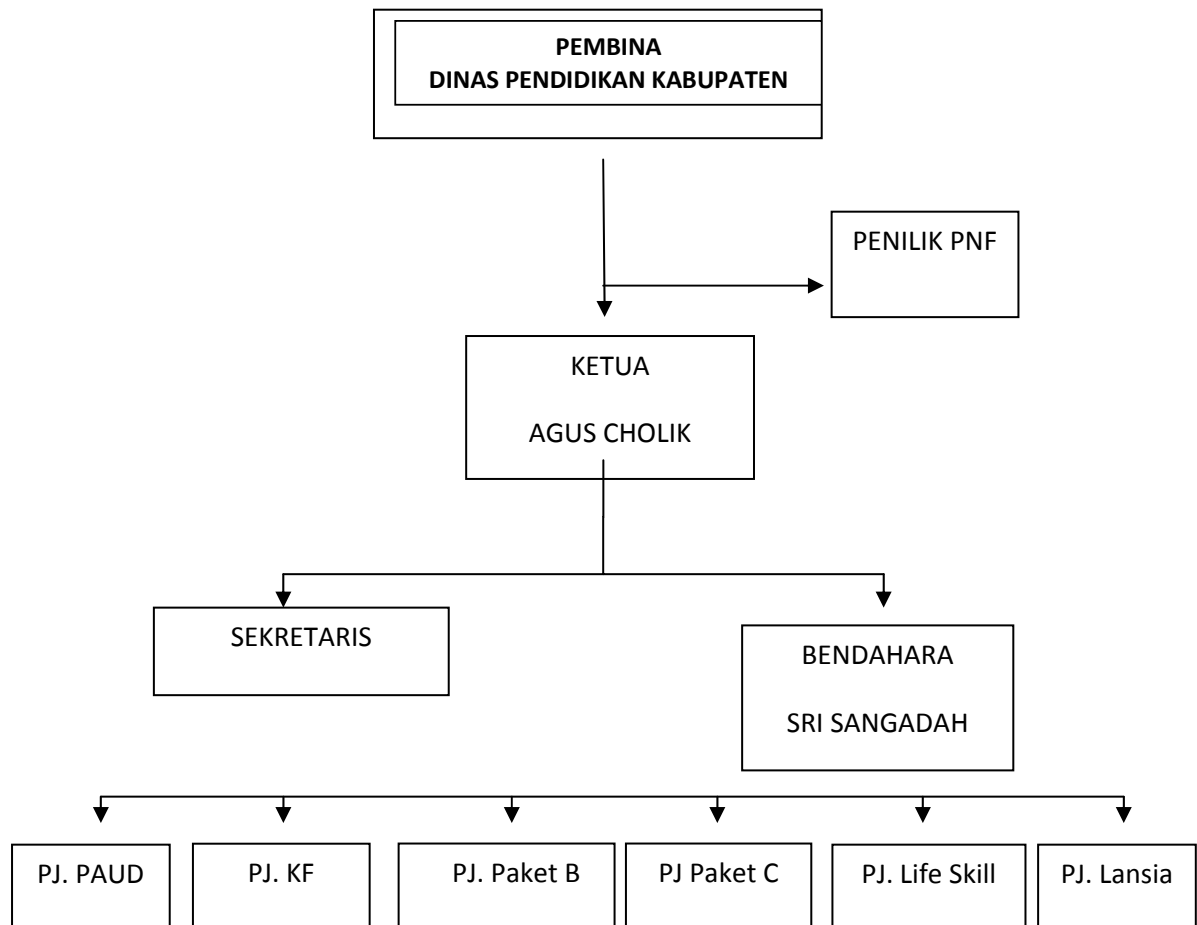 PEMBINA
DINAS PENDIDIKAN KABUPATEN
PENILIK PNF
KETUA
AGUS CHOLIK
SEKRETARIS
BENDAHARA
SRI SANGADAH
PJ. PAUD
PJ. KF
PJ. Paket B
PJ Paket C
PJ. Life Skill
PJ. Lansia